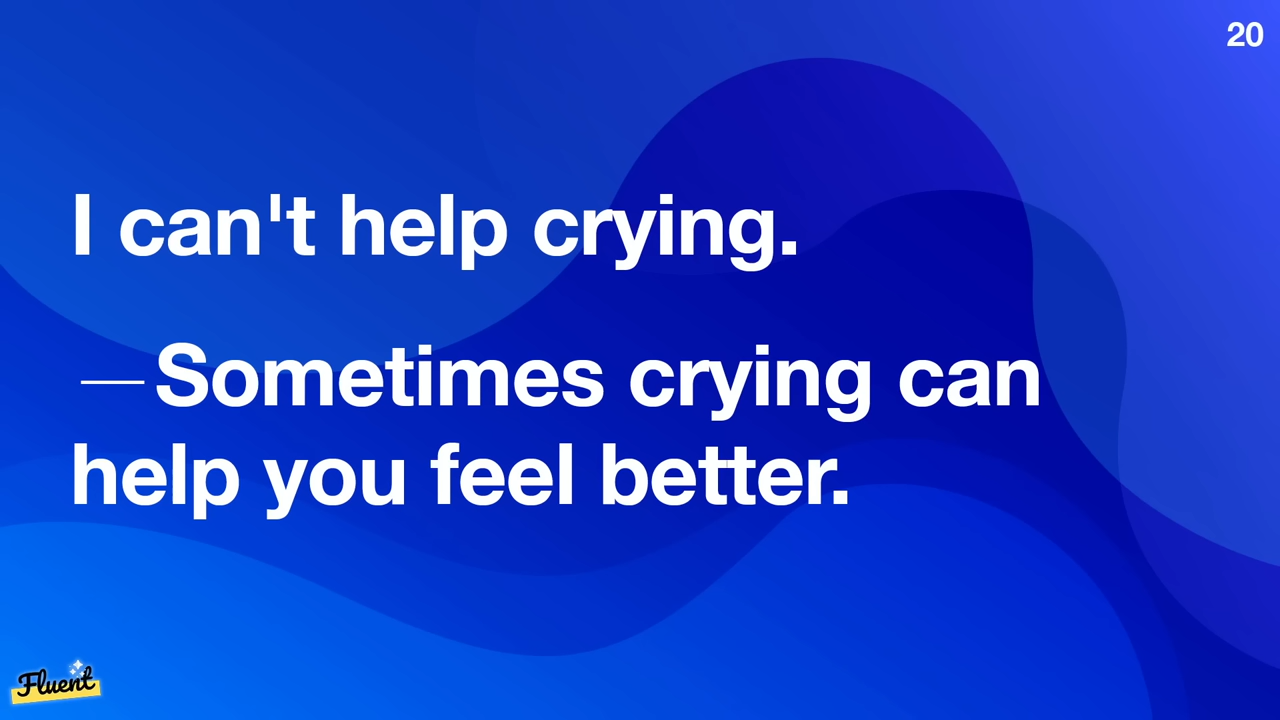 20
I can't help crying.
—Sometimes crying can
help you feel better.
Fluent